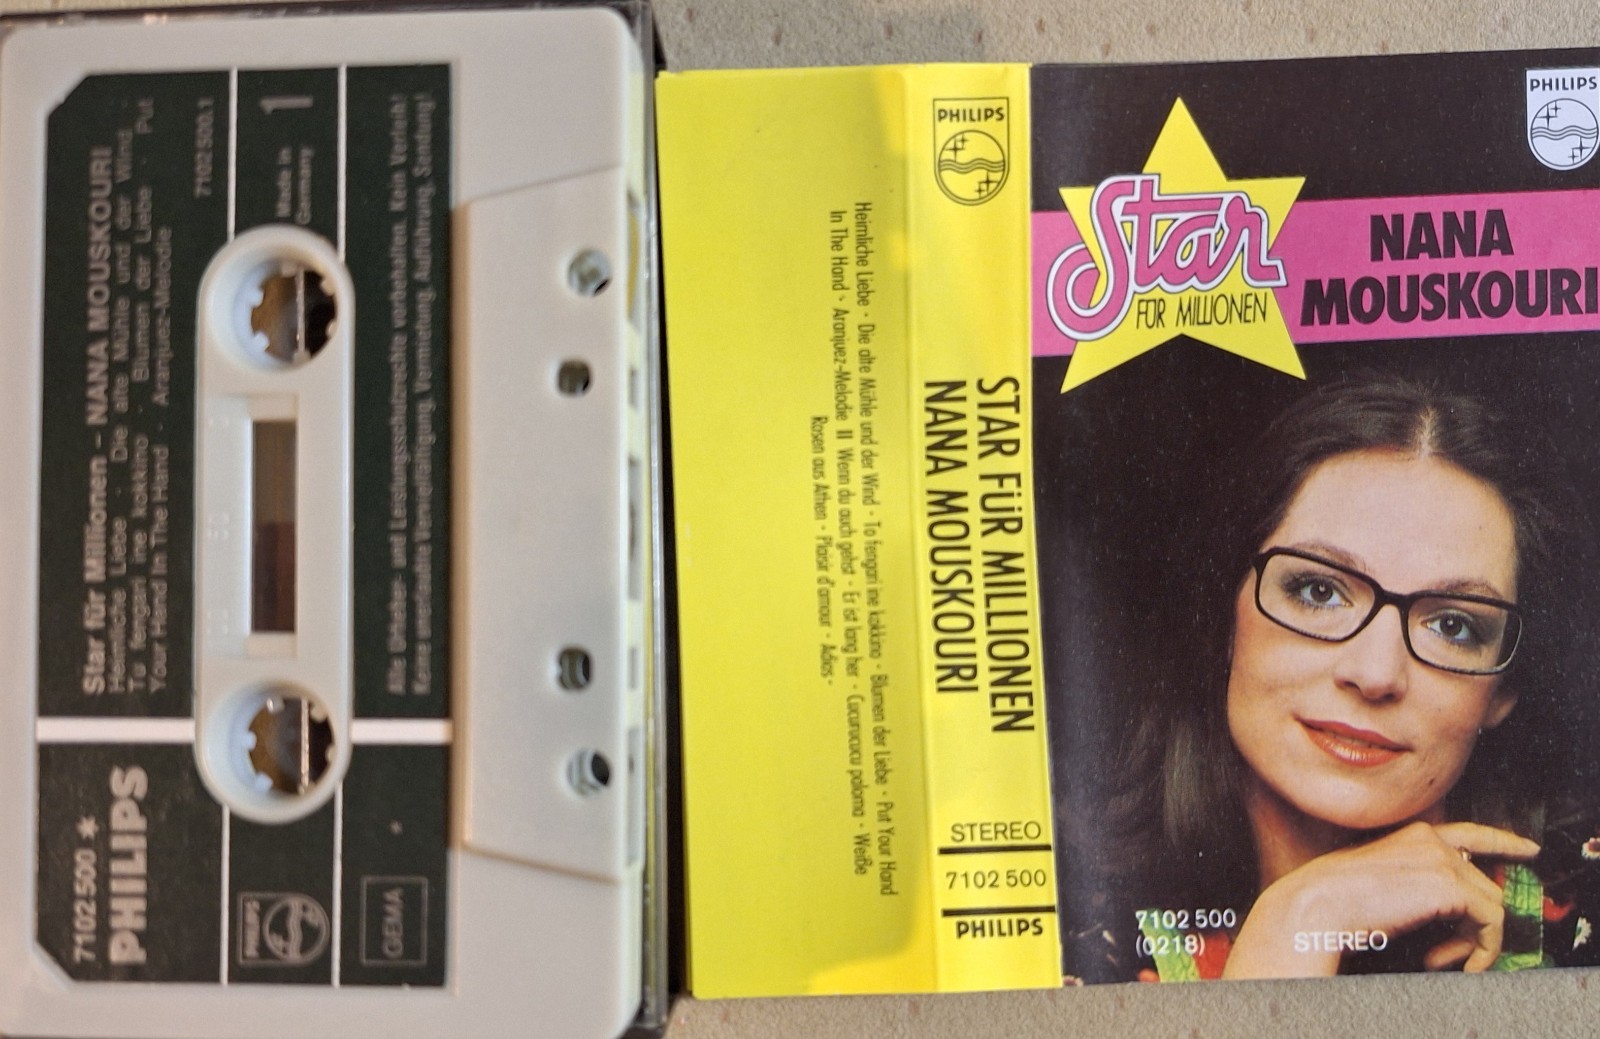 Star für Millionen – NANA MOUSKOURI
Heimliche Liebe · Die alte Mühle und der Wind ·
To fengari ine kokkino · Blumen der Liebe · Put
Your Hand In The Hand · Aranjuez-Melodie
7102 500.1
Made in
Germany
1
Alle Urheber- und Leistungsschutzrechte vorbehalten. Kein Verleih!
Keine unerlaubte Vervielfältigung, Vermietung, Aufführung, Sendung!
7102 500 *
PHILIPS
PHILIPS
GEMA
Heimliche Liebe · Die alte Mühle und der Wind · To fengari ine kokkino · Blumen der Liebe · Put Your Hand
In The Hand · Aranjuez-Melodie II Wenn du auch gehst · Er ist lang her · Cucurucucu paloma · Weiße
Rosen aus Athen · Plaisir d'amour · Adios ·
PHILIPS
STAR FÜR MILLIONEN
NANA MOUSKOURI
STEREO
7102 500
PHILIPS
PHILIPS
Star
FÜR MILLIONEN
NANA
MOUSKOURI
7102 500
(0218)
STEREO